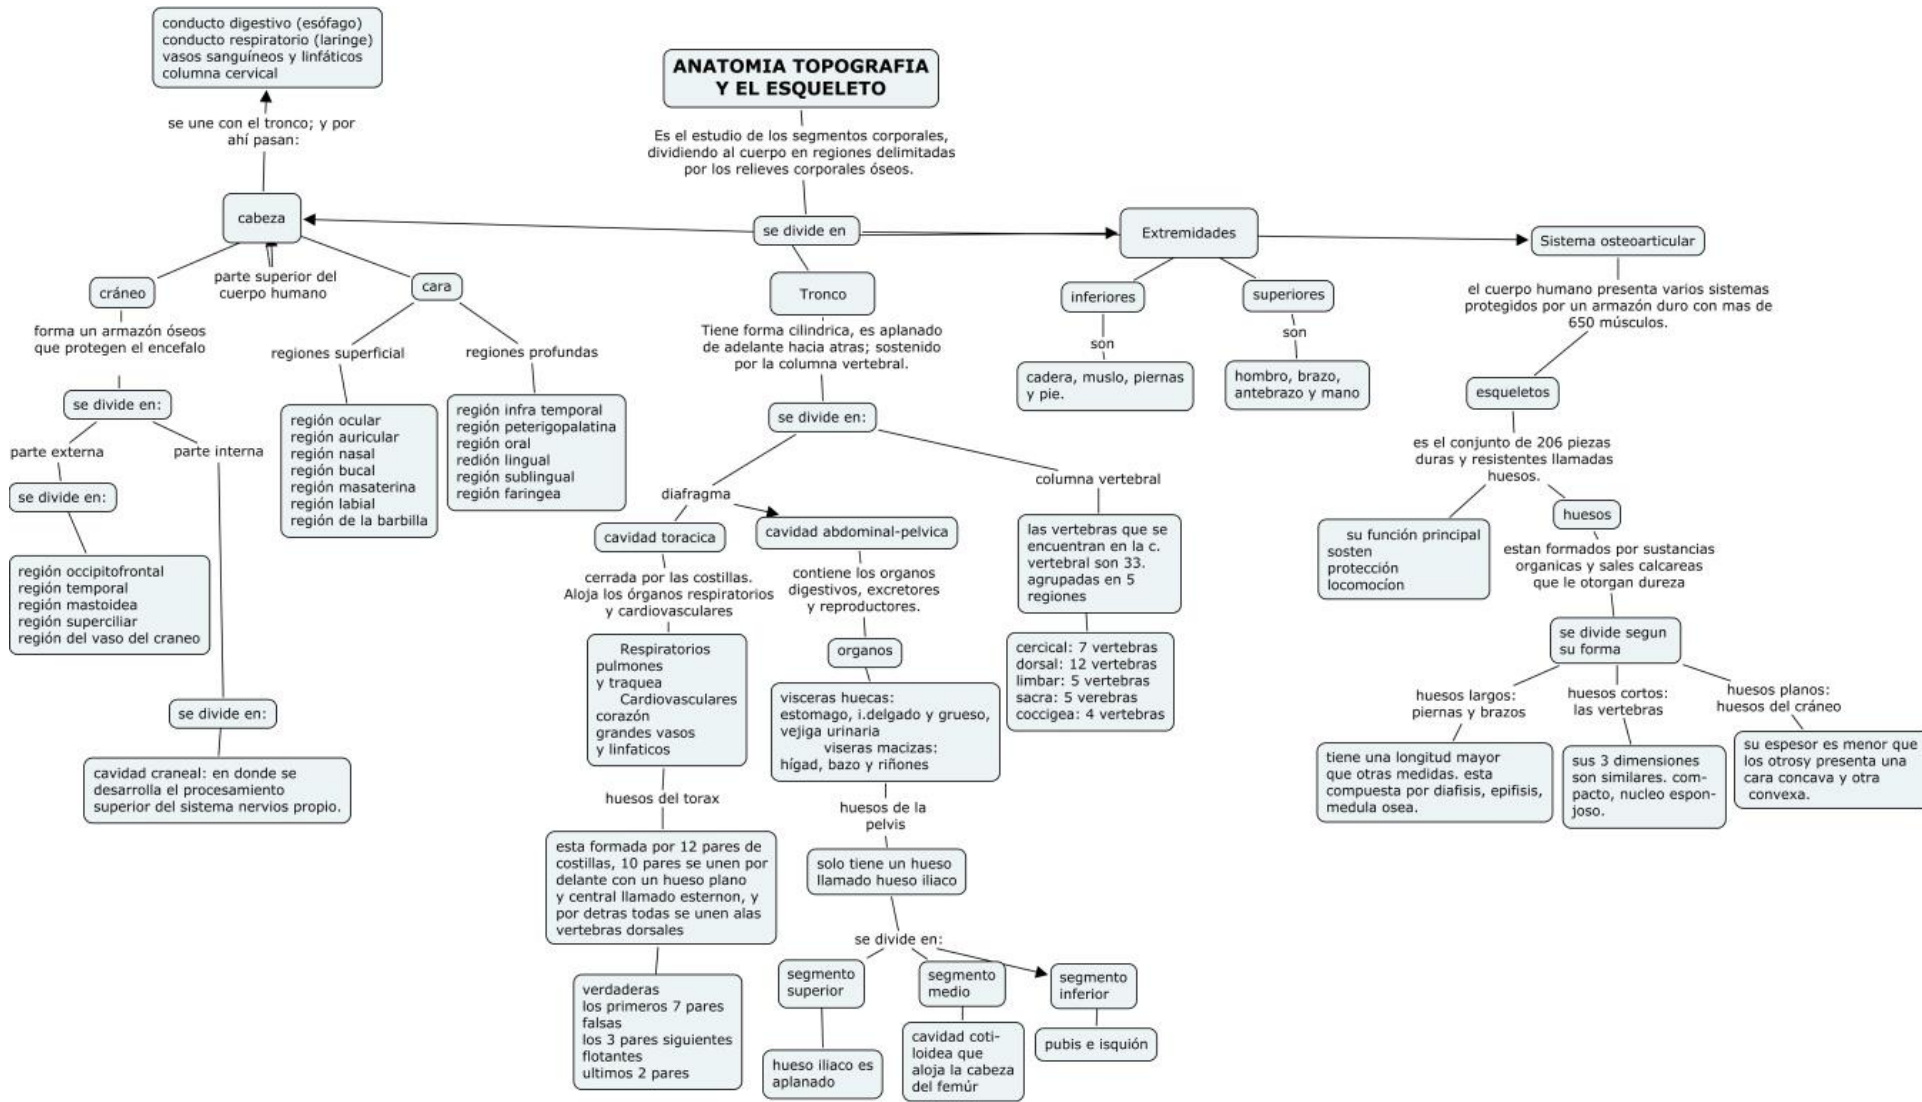 conducto digestivo (esófago)
conducto respiratorio (laringe)
vasos sanguíneos y linfáticos
columna cervical
se une con el tronco; y por
ahí pasan:
ANATOMIA TOPOGRAFIA
Y EL ESQUELETO
Es el estudio de los segmentos corporales,
dividiendo al cuerpo en regiones delimitadas
por los relieves corporales óseos.
cabeza
se divide en
Extremidades
Sistema osteoarticular
parte superior del
cuerpo humano
cráneo
forma un armazón óseos
que protegen el encefalo
se divide en:
parte externa
se divide en:
región occipitofrontal
región temporal
región mastoidea
región superciliar
región del vaso del craneo
parte interna
se divide en:
cavidad craneal: en donde se
desarrolla el procesamiento
superior del sistema nervios propio.
cara
regiones superficial
región ocular
región auricular
región nasal
región bucal
región masaterina
región labial
región de la barbilla
regiones profundas
región infra temporal
región peterigopalatina
región oral
redión lingual
región sublingual
región faringea
Tronco
Tiene forma cilindrica, es aplanado
de adelante hacia atras; sostenido
por la columna vertebral.
se divide en:
diafragma
cavidad toracica
cerrada por las costillas.
Aloja los órganos respiratorios
y cardiovasculares
Respiratorios
pulmones
y traquea
Cardiovasculares
corazón
grandes vasos
y linfaticos
huesos del torax
esta formada por 12 pares de
costillas, 10 pares se unen por
delante con un hueso plano
y central llamado esternon, y
por detras todas se unen alas
vertebras dorsales
verdaderas
los primeros 7 pares
falsas
los 3 pares siguientes
flotantes
ultimos 2 pares
cavidad abdominal-pelvica
contiene los organos
digestivos, excretores
y reproductores.
organos
visceras huecas:
estomago, i.delgado y grueso,
vejiga urinaria
viseras macizas:
hígad, bazo y riñones
huesos de la
pelvis
solo tiene un hueso
llamado hueso iliaco
se divide en:
segmento
superior
hueso iliaco es
aplanado
segmento
medio
cavidad coti-
loidea que
aloja la cabeza
del femúr
segmento
inferior
pubis e isquión
columna vertebral
las vertebras que se
encuentran en la c.
vertebral son 33.
agrupadas en 5
regiones
cercical: 7 vertebras
dorsal: 12 vertebras
limbar: 5 vertebras
sacra: 5 verebras
coccigea: 4 vertebras
inferiores
son
cadera, muslo, piernas
y pie.
superiores
son
hombro, brazo,
antebrazo y mano
el cuerpo humano presenta varios sistemas
protegidos por un armazón duro con mas de
650 músculos.
esqueletos
es el conjunto de 206 piezas
duras y resistentes llamadas
huesos.
su función principal
sosten
protección
locomocíon
huesos
estan formados por sustancias
organicas y sales calcareas
que le otorgan dureza
se divide segun
su forma
huesos largos:
piernas y brazos
tiene una longitud mayor
que otras medidas. esta
compuesta por diafisis, epifisis,
medula osea.
huesos cortos:
las vertebras
sus 3 dimensiones
son similares. com-
pacto, nucleo espon-
joso.
huesos planos:
huesos del cráneo
su espesor es menor que
los otrosy presenta una
cara concava y otra
convexa.